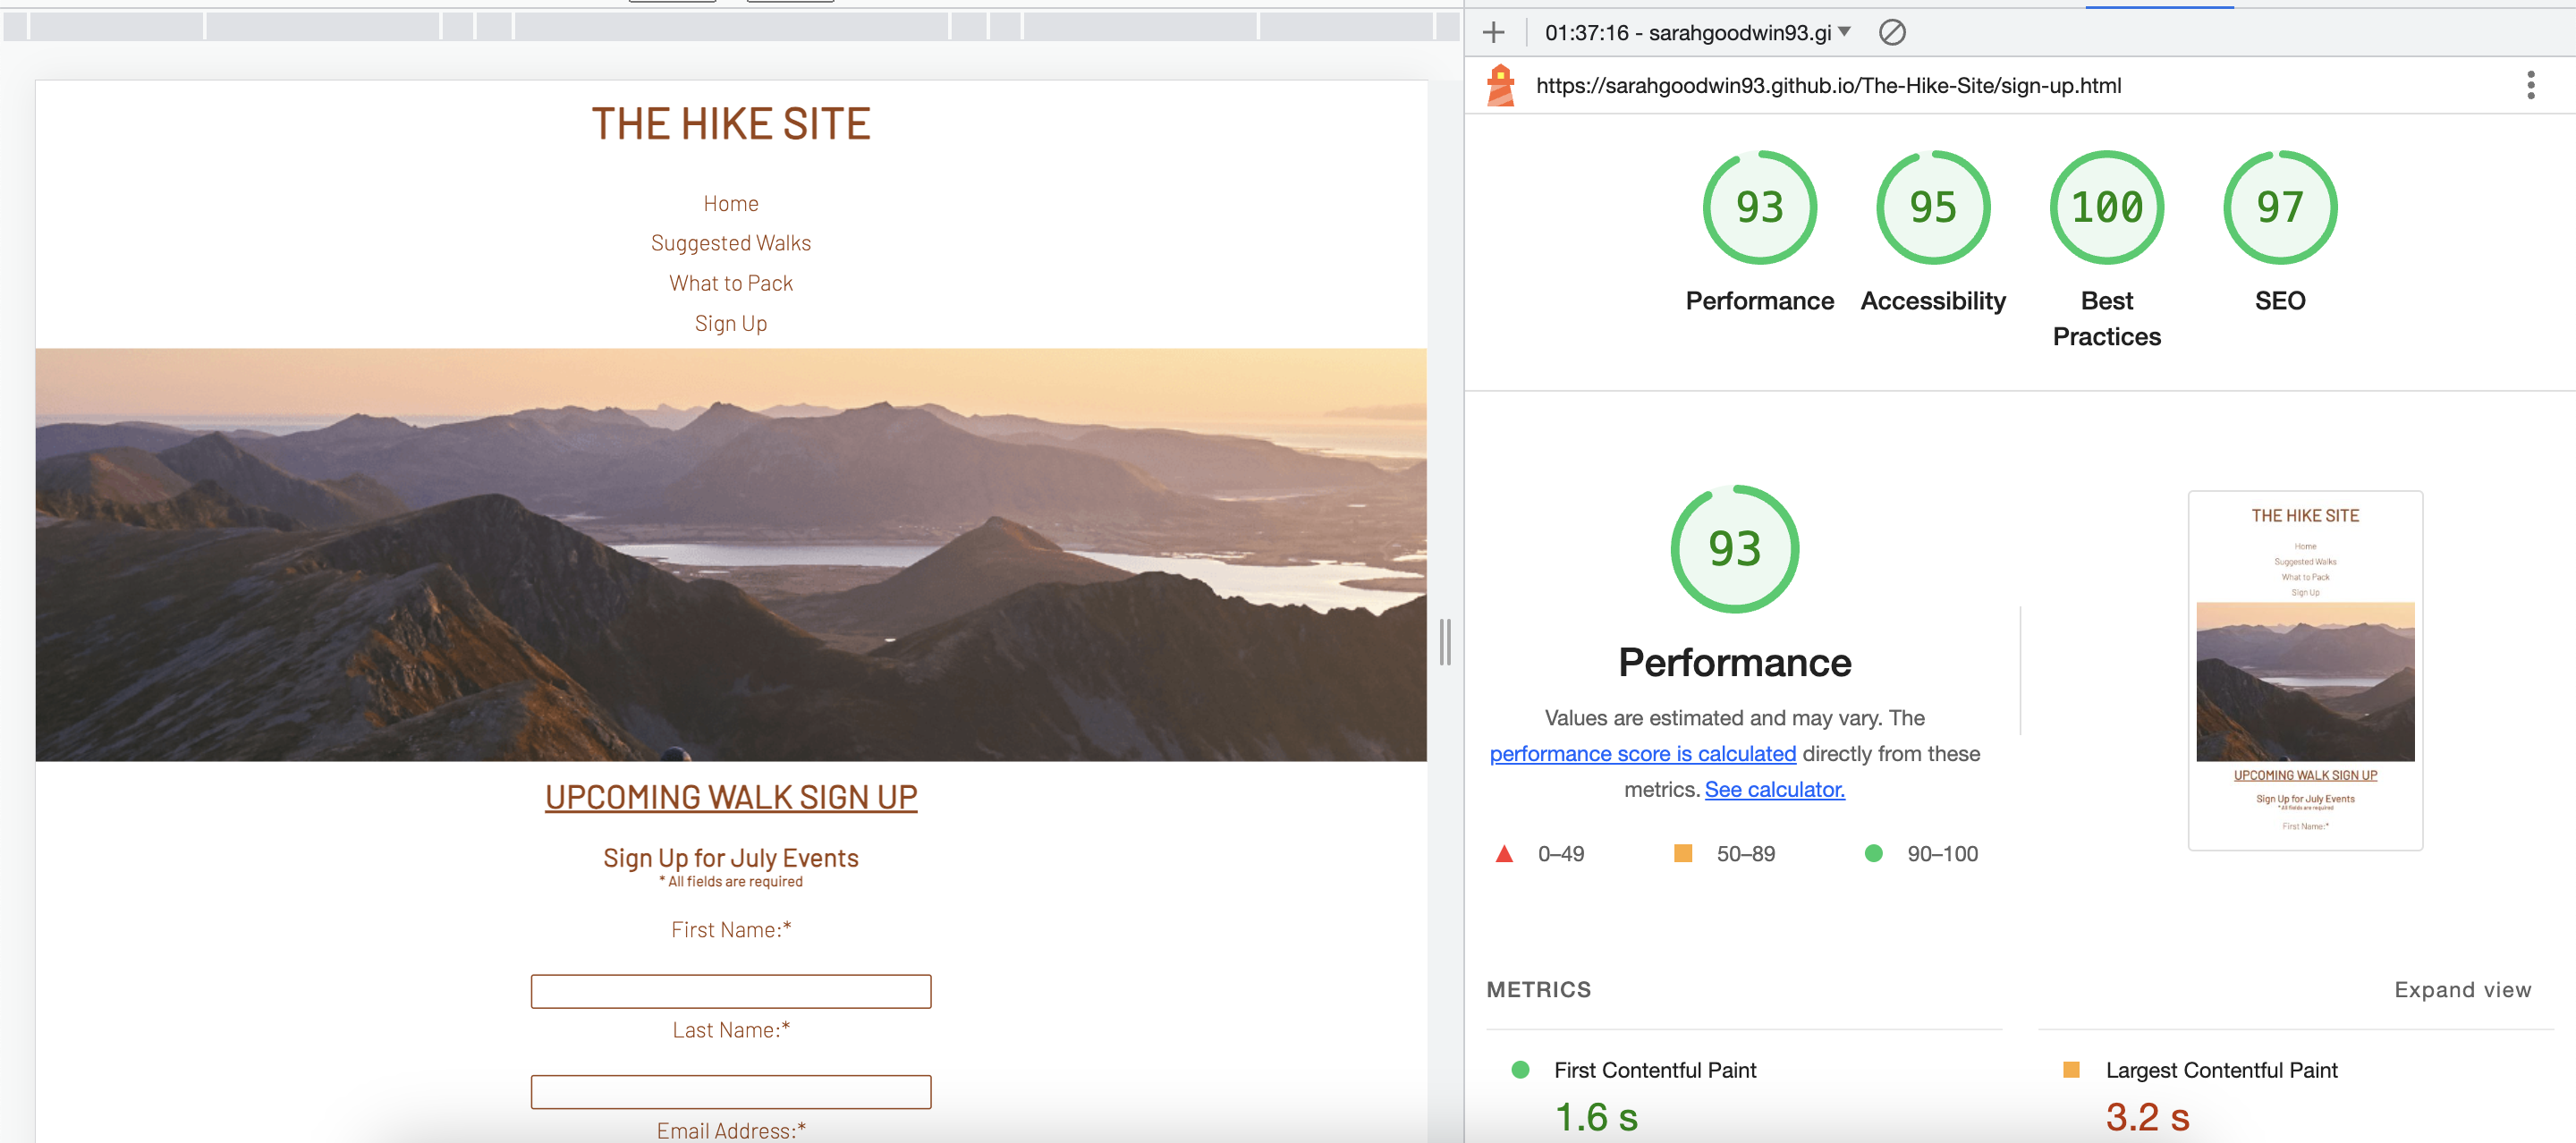 THE HIKE SITE
Home
Suggested Walks
What to Pack
Sign Up
UPCOMING WALK SIGN UP
Sign Up for July Events
* All fields are required
First Name:*
Last Name:*
Email Address:*
01:37:16 - sarahgoodwin93.gi
https://sarahgoodwin93.github.io/The-Hike-Site/sign-up.html
93
95
100
97
Performance
Accessibility
Best
Practices
SEO
93
Performance
Values are estimated and may vary. The
performance score is calculated directly from these
metrics. See calculator.
0–49
50–89
90–100
THE HIKE SITE
Home
Suggested Walks
What to Pack
Sign Up
UPCOMING WALK SIGN UP
Sign Up for July Events
* All fields are required
First Name:*
METRICS
Expand view
First Contentful Paint
1.6 s
Largest Contentful Paint
3.2 s